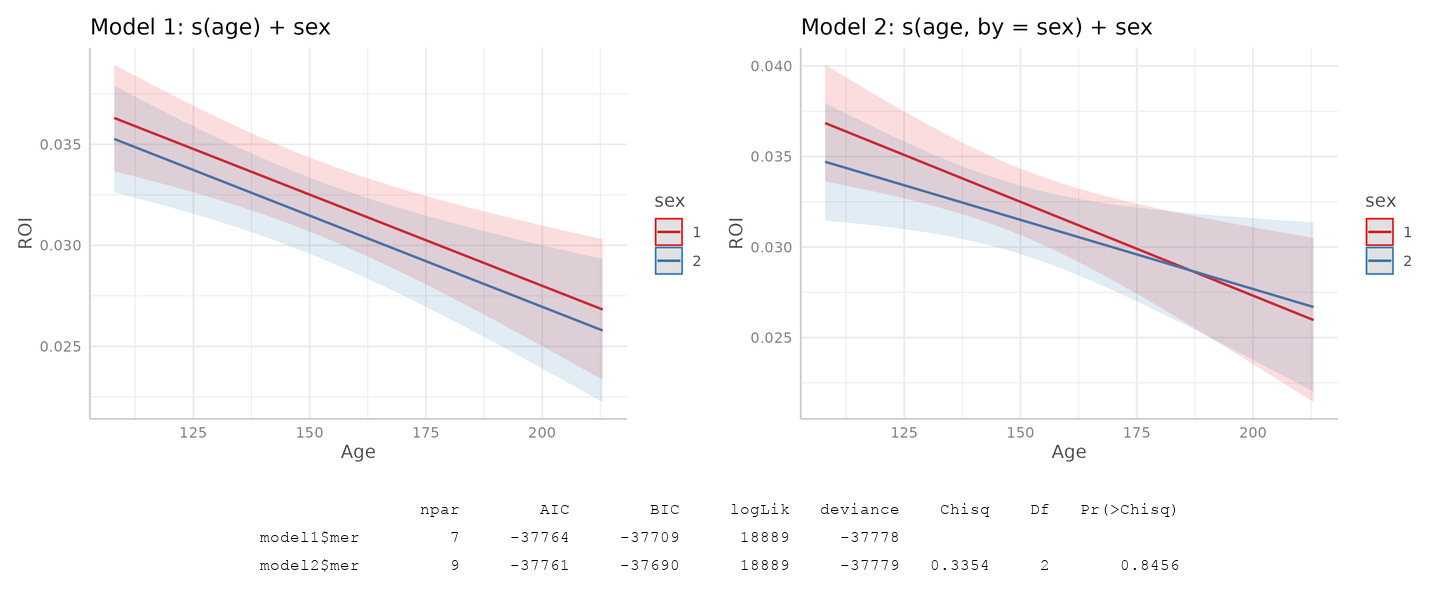 Model 1: s(age) + sex
0.035
0.030
0.025
ROI
125 150 175 200
Age
sex
1
2
Model 2: s(age, by = sex) + sex
0.040
0.035
0.030
0.025
ROI
125 150 175 200
Age
sex
1
2
npar AIC BIC logLik deviance Chisq Df Pr(>Chisq)
model1$mer 7 -37764 -37709 18889 -37778
model2$mer 9 -37761 -37690 18889 -37779 0.3354 2 0.8456